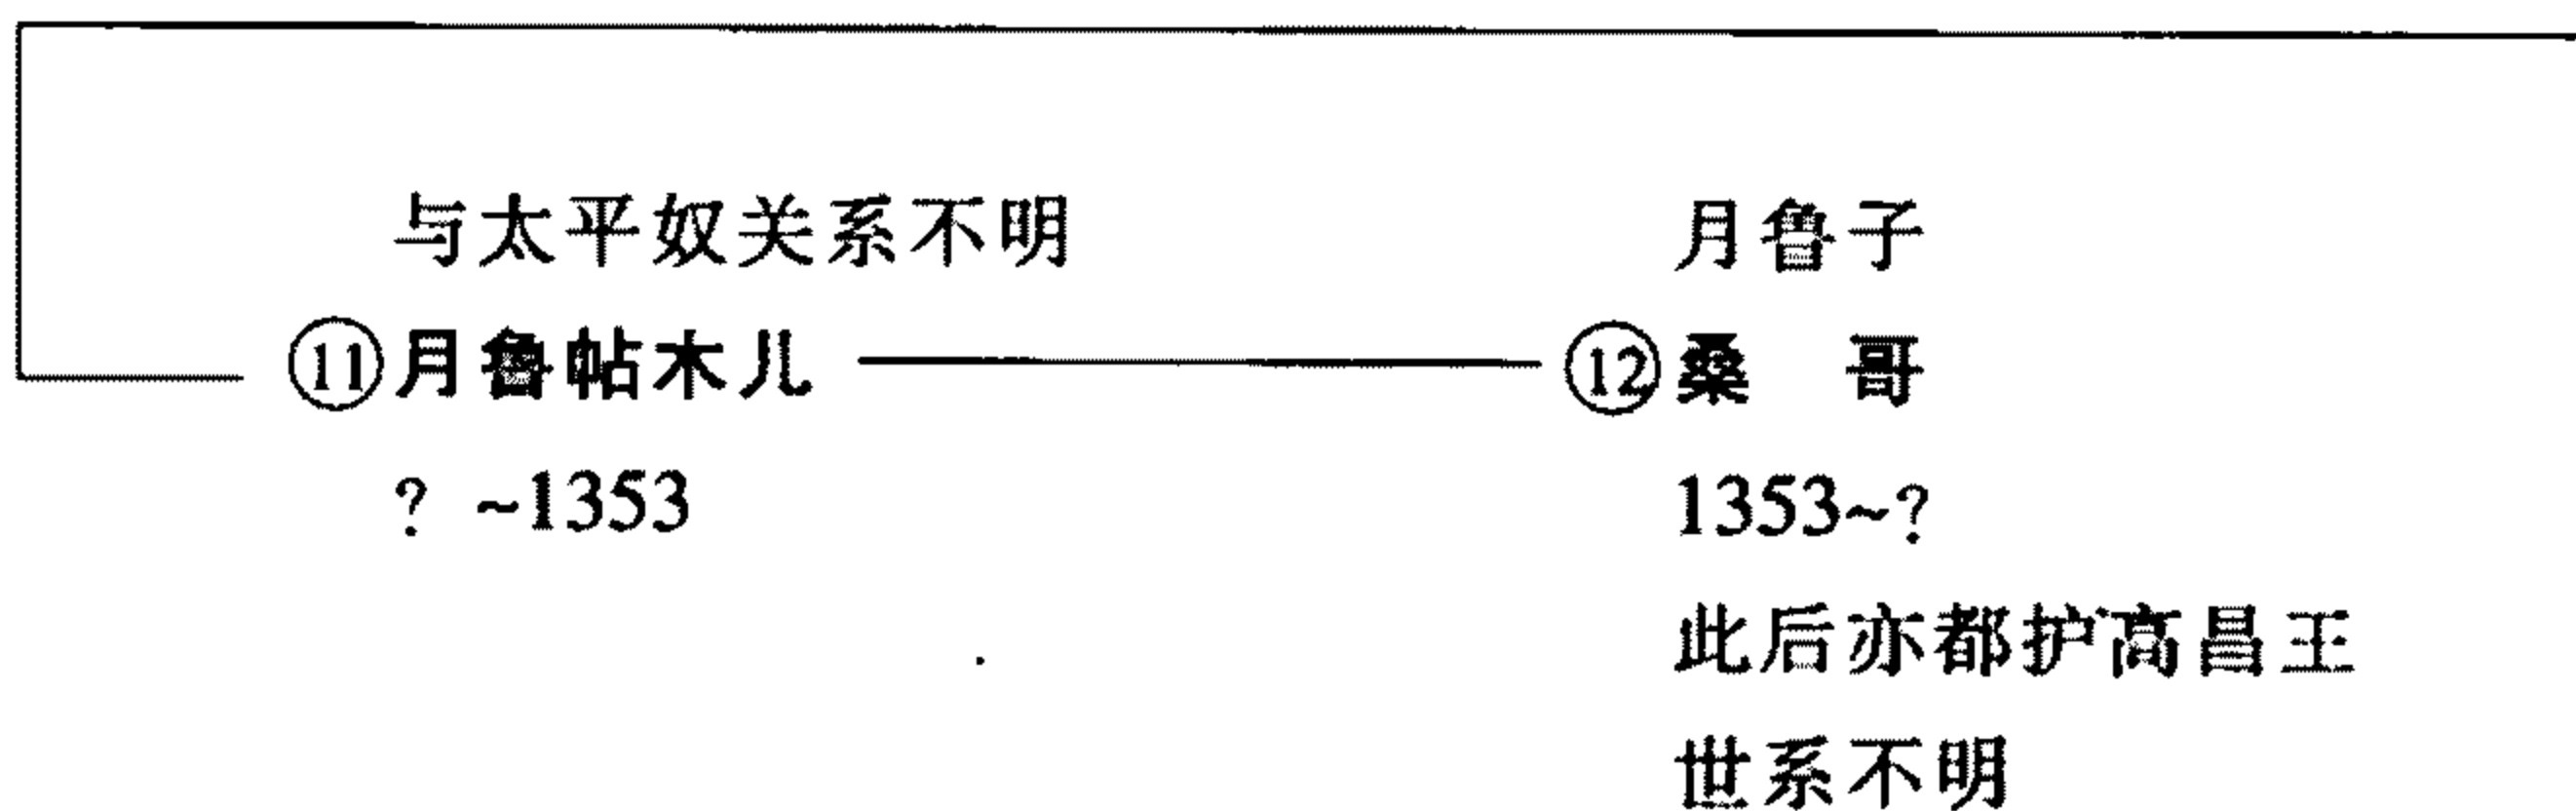 与太平奴关系不明
月鲁子
⑪月鲁帖木儿
⑫桑 哥
? ~1353
1353~?
此后亦都护高昌王
世系不明